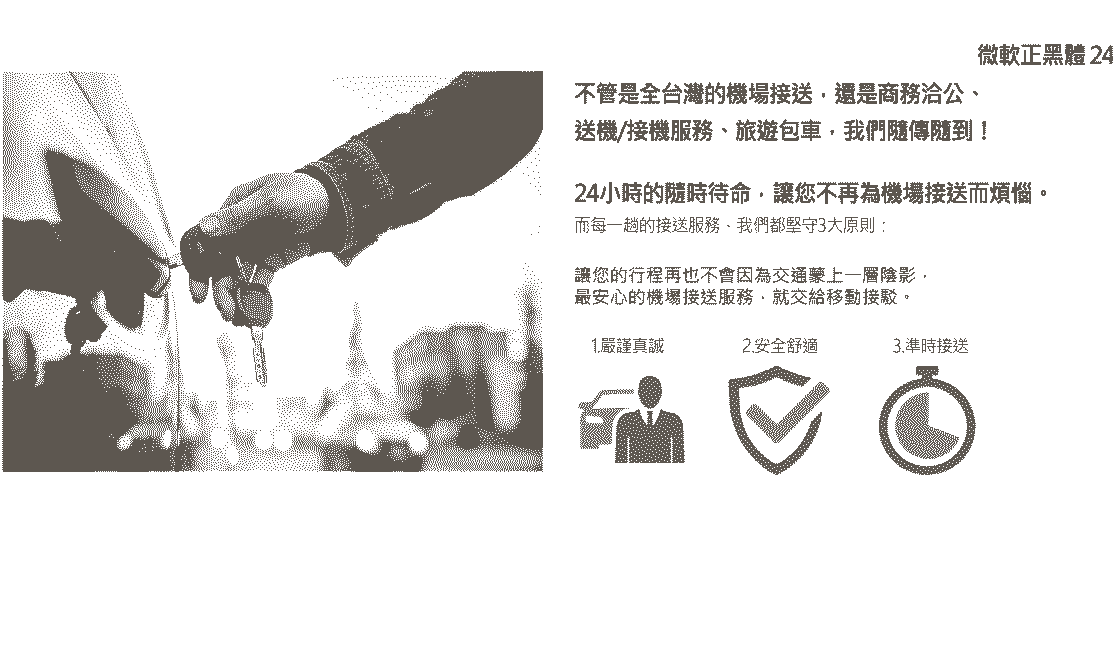 微軟正黑體 24
不管是全台灣的機場接送，還是商務洽公、
送機/接機服務、旅遊包車，我們隨傳隨到！
24小時的隨時待命，讓您不再為機場接送而煩惱。
而每一趟的接送服務、我們都堅守3大原則：
讓您的行程再也不會因為交通蒙上一層陰影，
最安心的機場接送服務，就交給移動接駁。
1.嚴謹真誠
2.安全舒適
3.準時接送